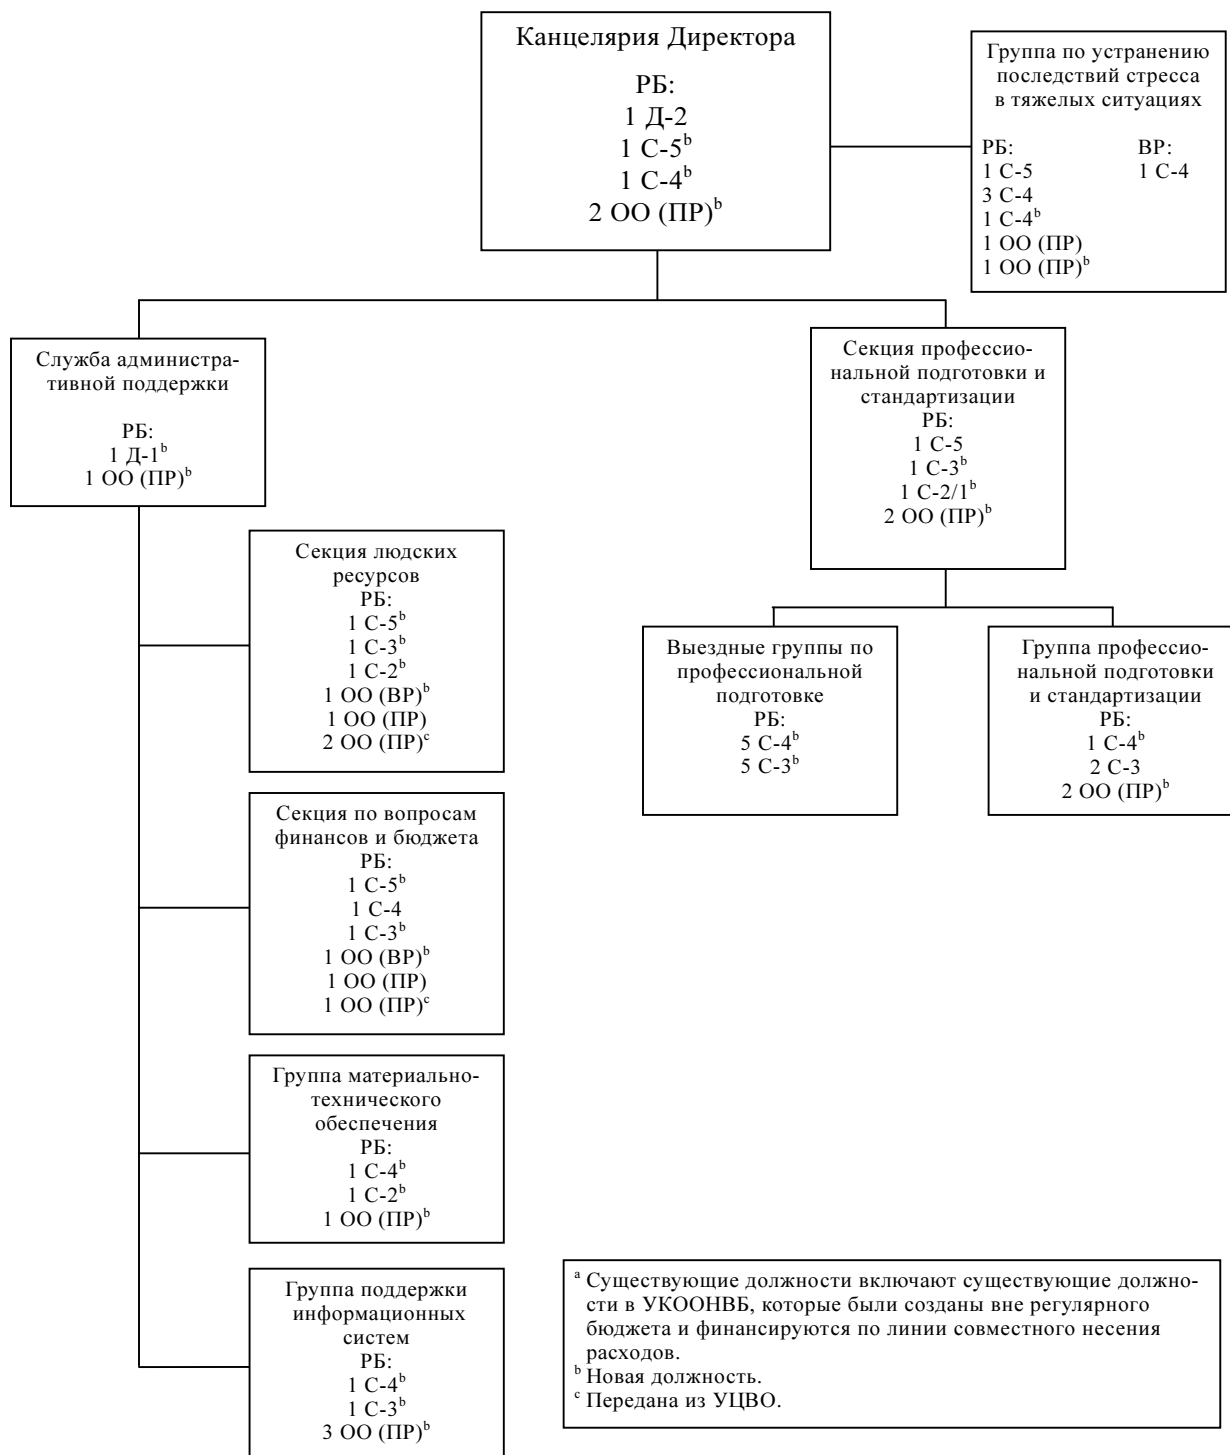 Канцелярия Директора
РБ:
1 Д-2
1 С-5ᵇ
1 С-4ᵇ
2 ОО (ПР)ᵇ
Группа по устранению
последствий стресса
в тяжелых ситуациях
РБ: ВР:
1 С-5 1 С-4
3 С-4
1 С-4ᵇ
1 ОО (ПР)
1 ОО (ПР)ᵇ
Служба администра-
тивной поддержки
РБ:
1 Д-1ᵇ
1 ОО (ПР)ᵇ
Секция профессио-
нальной подготовки и
стандартизации
РБ:
1 С-5
1 С-3ᵇ
1 С-2/1ᵇ
2 ОО (ПР)ᵇ
Секция людских
ресурсов
РБ:
1 С-5ᵇ
1 С-3ᵇ
1 С-2ᵇ
1 ОО (ВР)ᵇ
1 ОО (ПР)
2 ОО (ПР)ᶜ
Выездные группы по
профессиональной
подготовке
РБ:
5 С-4ᵇ
5 С-3ᵇ
Группа профессио-
нальной подготовки
и стандартизации
РБ:
1 С-4ᵇ
2 С-3
2 ОО (ПР)ᵇ
Секция по вопросам
финансов и бюджета
РБ:
1 С-5ᵇ
1 С-4
1 С-3ᵇ
1 ОО (ВР)ᵇ
1 ОО (ПР)
1 ОО (ПР)ᶜ
Группа материально-
технического
обеспечения
РБ:
1 С-4ᵇ
1 С-2ᵇ
1 ОО (ПР)ᵇ
Группа поддержки
информационных
систем
РБ:
1 С-4ᵇ
1 С-3ᵇ
3 ОО (ПР)ᵇ
ᵃ Существующие должности включают существующие должно-
сти в УКООНВБ, которые были созданы вне регулярного
бюджета и финансируются по линии совместного несения
расходов.
ᵇ Новая должность.
ᶜ Передана из УЦВО.